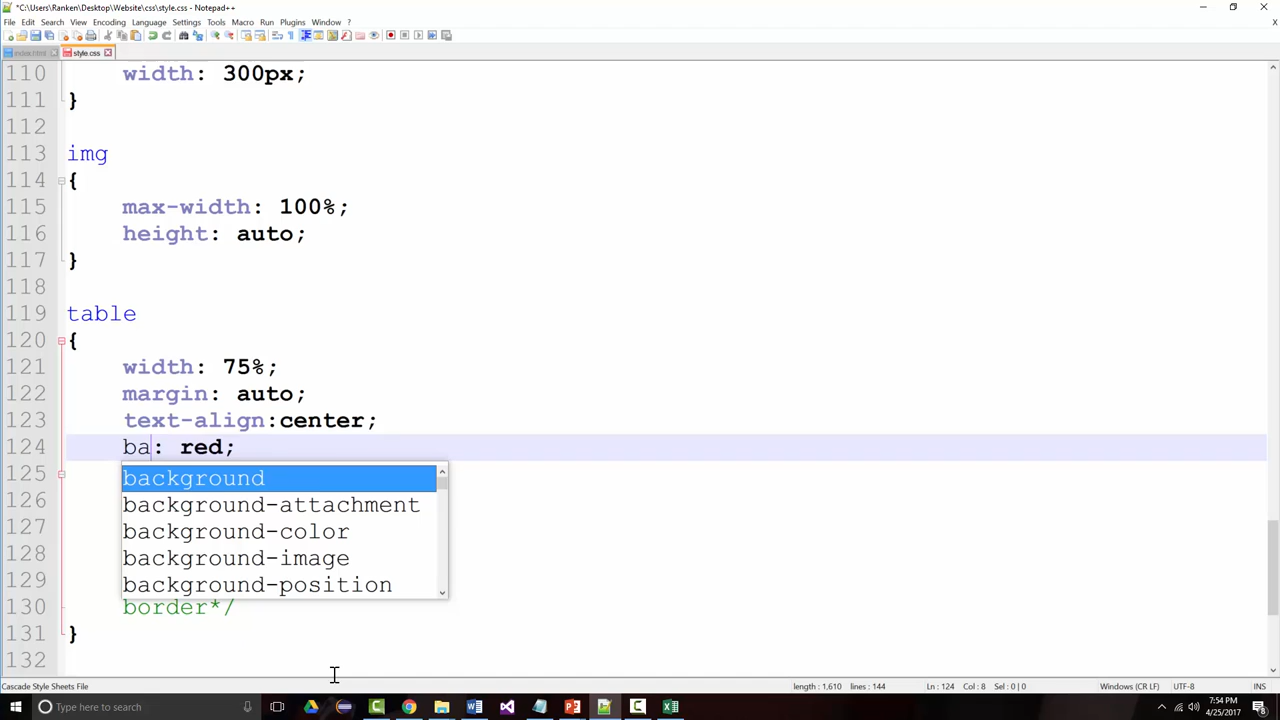 *C:\Users\Ranken\Desktop\Website\css\style.css - Notepad++
File Edit Search View Encoding Language Settings Tools Macro Run Plugins Window ?
X
index.html style.css
110 width: 300px;
111 }
112
113 img
114 {
115 max-width: 100%;
116 height: auto;
117 }
118
119 table
120 {
121 width: 75%;
122 margin: auto;
123 text-align:center;
124 ba: red;
125 background
126 background-attachment
127 background-color
128 background-image
129 background-position
130 border*/
131 }
132
Cascade Style Sheets File length : 1,610 lines : 144 Ln : 124 Col : 8 Sel : 0 | 0 Windows (CR LF) UTF-8 INS
Type here to search 7:54 PM
4/25/2017